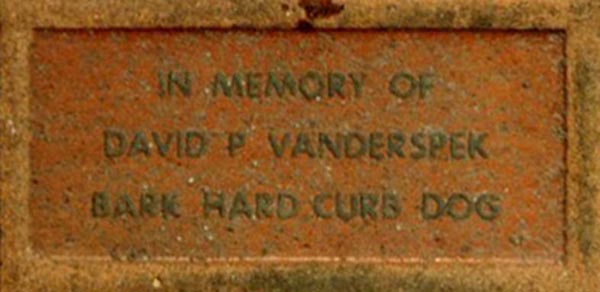 IN MEMORY OF
DAVID P VANDERSPEK
BARK HARD CURB DOG